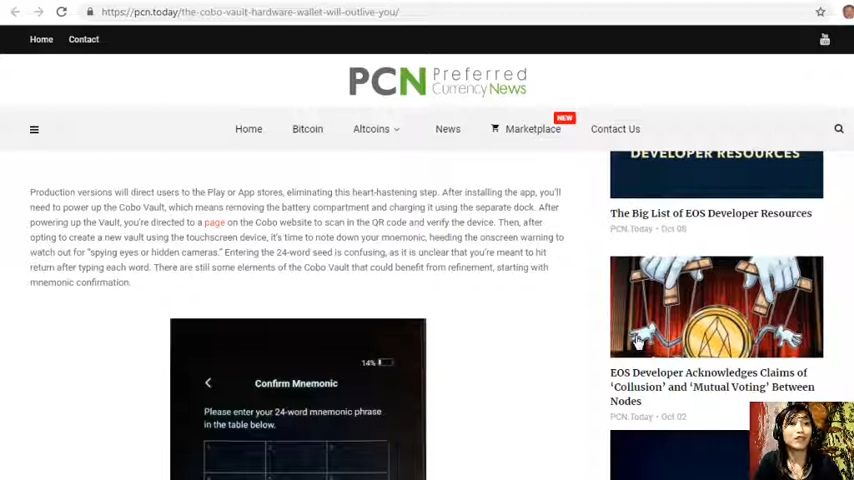 https://pcn.today/the-cobo-vault-hardware-wallet-will-outlive-you/
Home Contact
PCN Preferred
Currency News
NEW
Home Bitcoin Altcoins News Marketplace Contact Us
DEVELOPER RESOURCES
Production versions will direct users to the Play or App stores, eliminating this heart-hastening step. After installing the app, you'll
need to power up the Cobo Vault, which means removing the battery compartment and charging it using the separate dock. After
powering up the Vault, you're directed to a page on the Cobo website to scan in the QR code and verify the device. Then, after
opting to create a new vault using the touchscreen device, it's time to note down your mnemonic, heeding the onscreen warning to
watch out for "spying eyes or hidden cameras." Entering the 24-word seed is confusing, as it is unclear that you're meant to hit
return after typing each word. There are still some elements of the Cobo Vault that could benefit from refinement, starting with
mnemonic confirmation.
14%
Confirm Mnemonic
Please enter your 24-word mnemonic phrase
in the table below.
The Big List of EOS Developer Resources
PCN.Today • Oct 08
EOS Developer Acknowledges Claims of
'Collusion' and 'Mutual Voting' Between
Nodes
PCN.Today • Oct 02